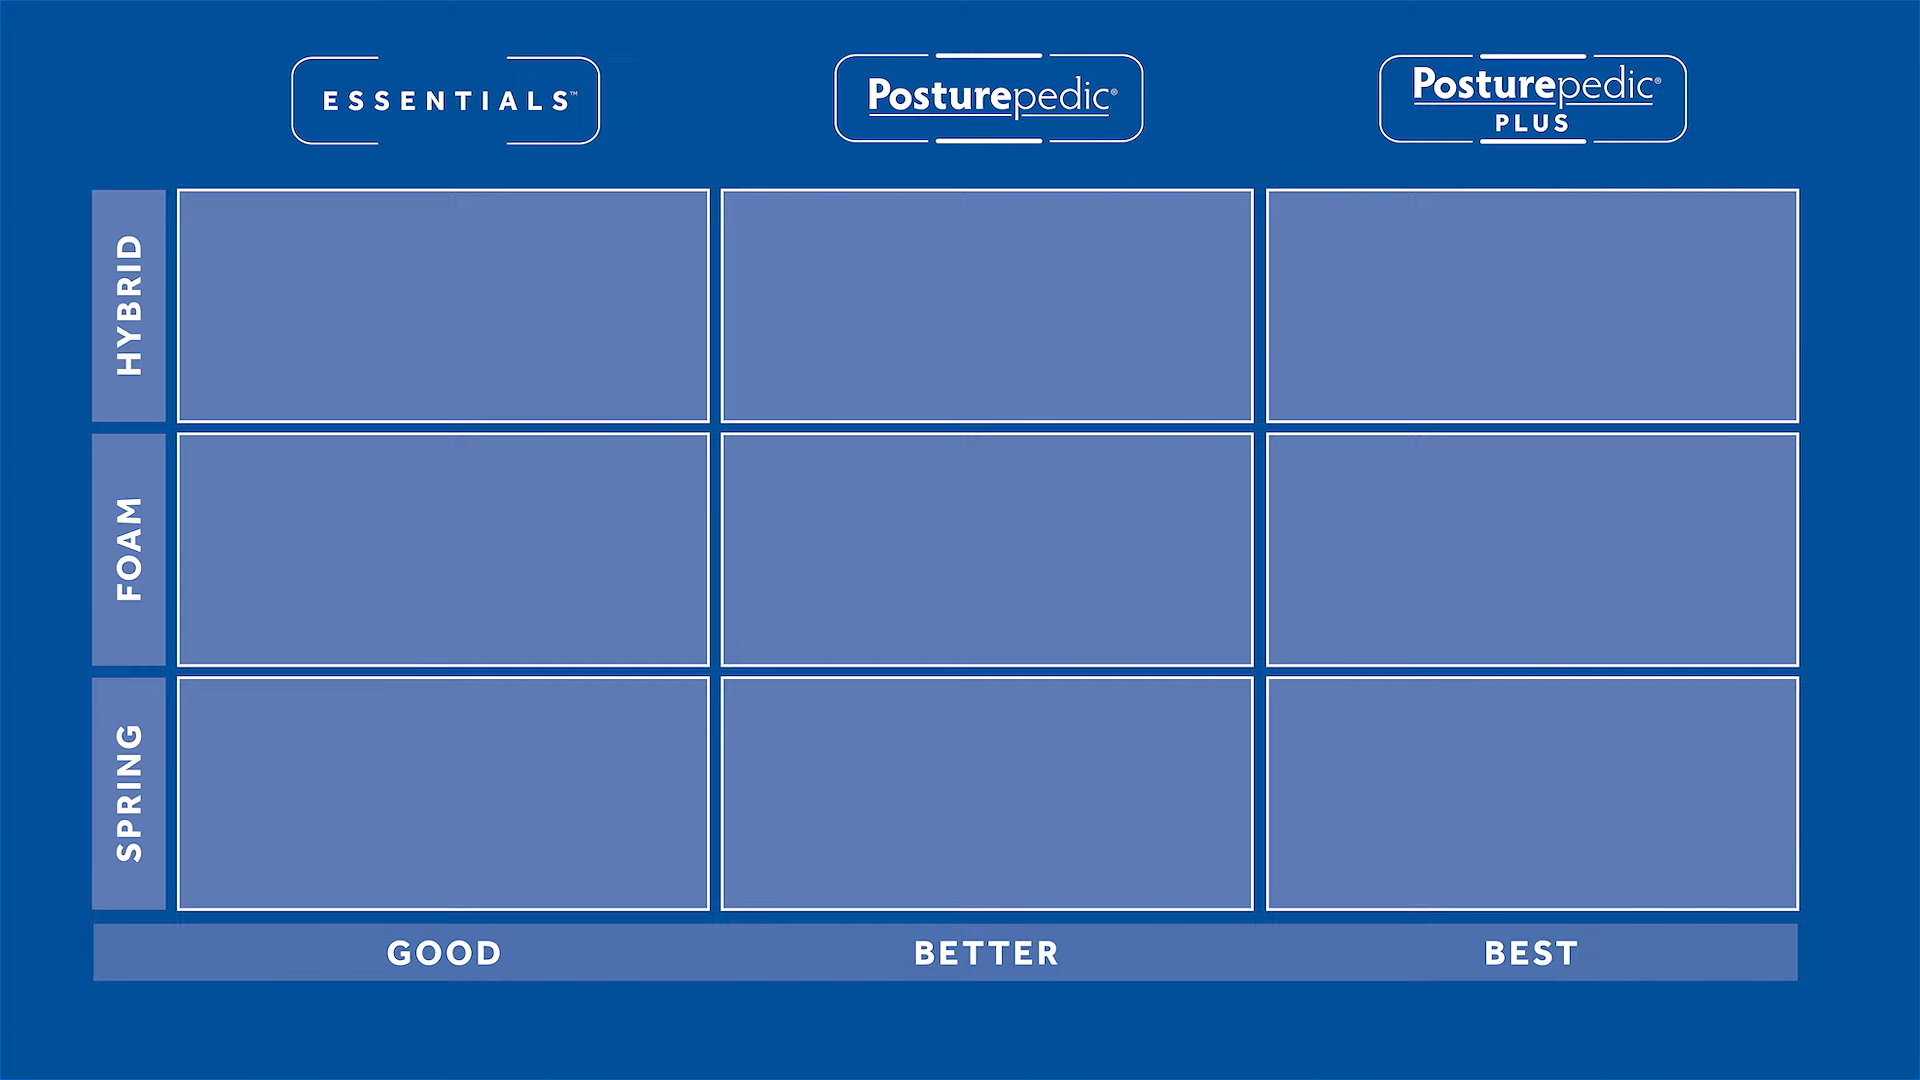 ESSENTIALS™
Posturepedic®
Posturepedic®
PLUS
HYBRID
FOAM
SPRING
GOOD
BETTER
BEST